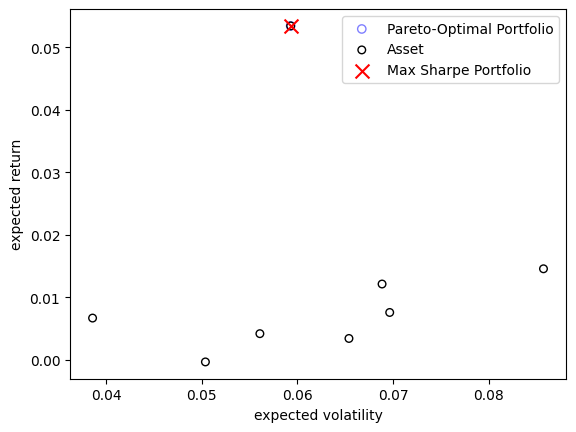 Pareto-Optimal Portfolio
Asset
Max Sharpe Portfolio
expected return
0.05
0.04
0.03
0.02
0.01
0.00
0.04
0.05
0.06
0.07
0.08
expected volatility